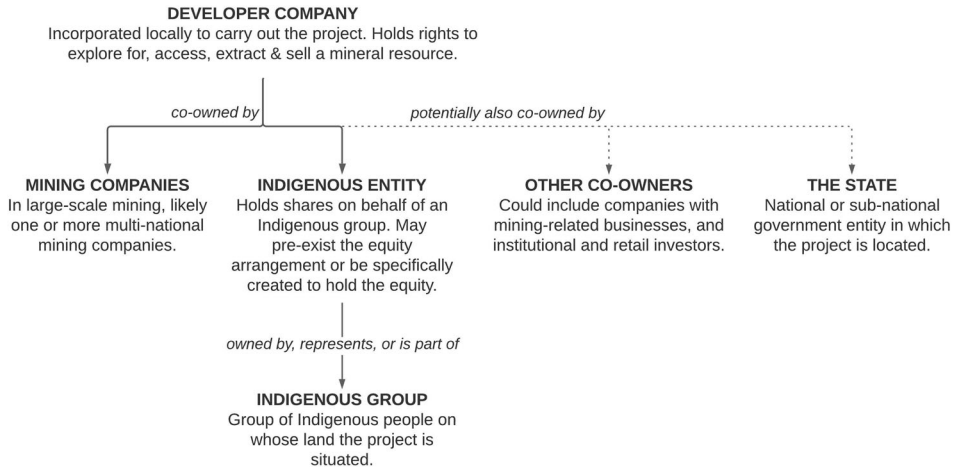 DEVELOPER COMPANY
Incorporated locally to carry out the project. Holds rights to
explore for, access, extract & sell a mineral resource.
co-owned by
potentially also co-owned by
MINING COMPANIES
In large-scale mining, likely
one or more multi-national
mining companies.
INDIGENOUS ENTITY
Holds shares on behalf of an
Indigenous group. May
pre-exist the equity
arrangement or be specifically
created to hold the equity.
OTHER CO-OWNERS
Could include companies with
mining-related businesses, and
institutional and retail investors.
THE STATE
National or sub-national
government entity in which
the project is located.
owned by, represents, or is part of
INDIGENOUS GROUP
Group of Indigenous people on
whose land the project is
situated.